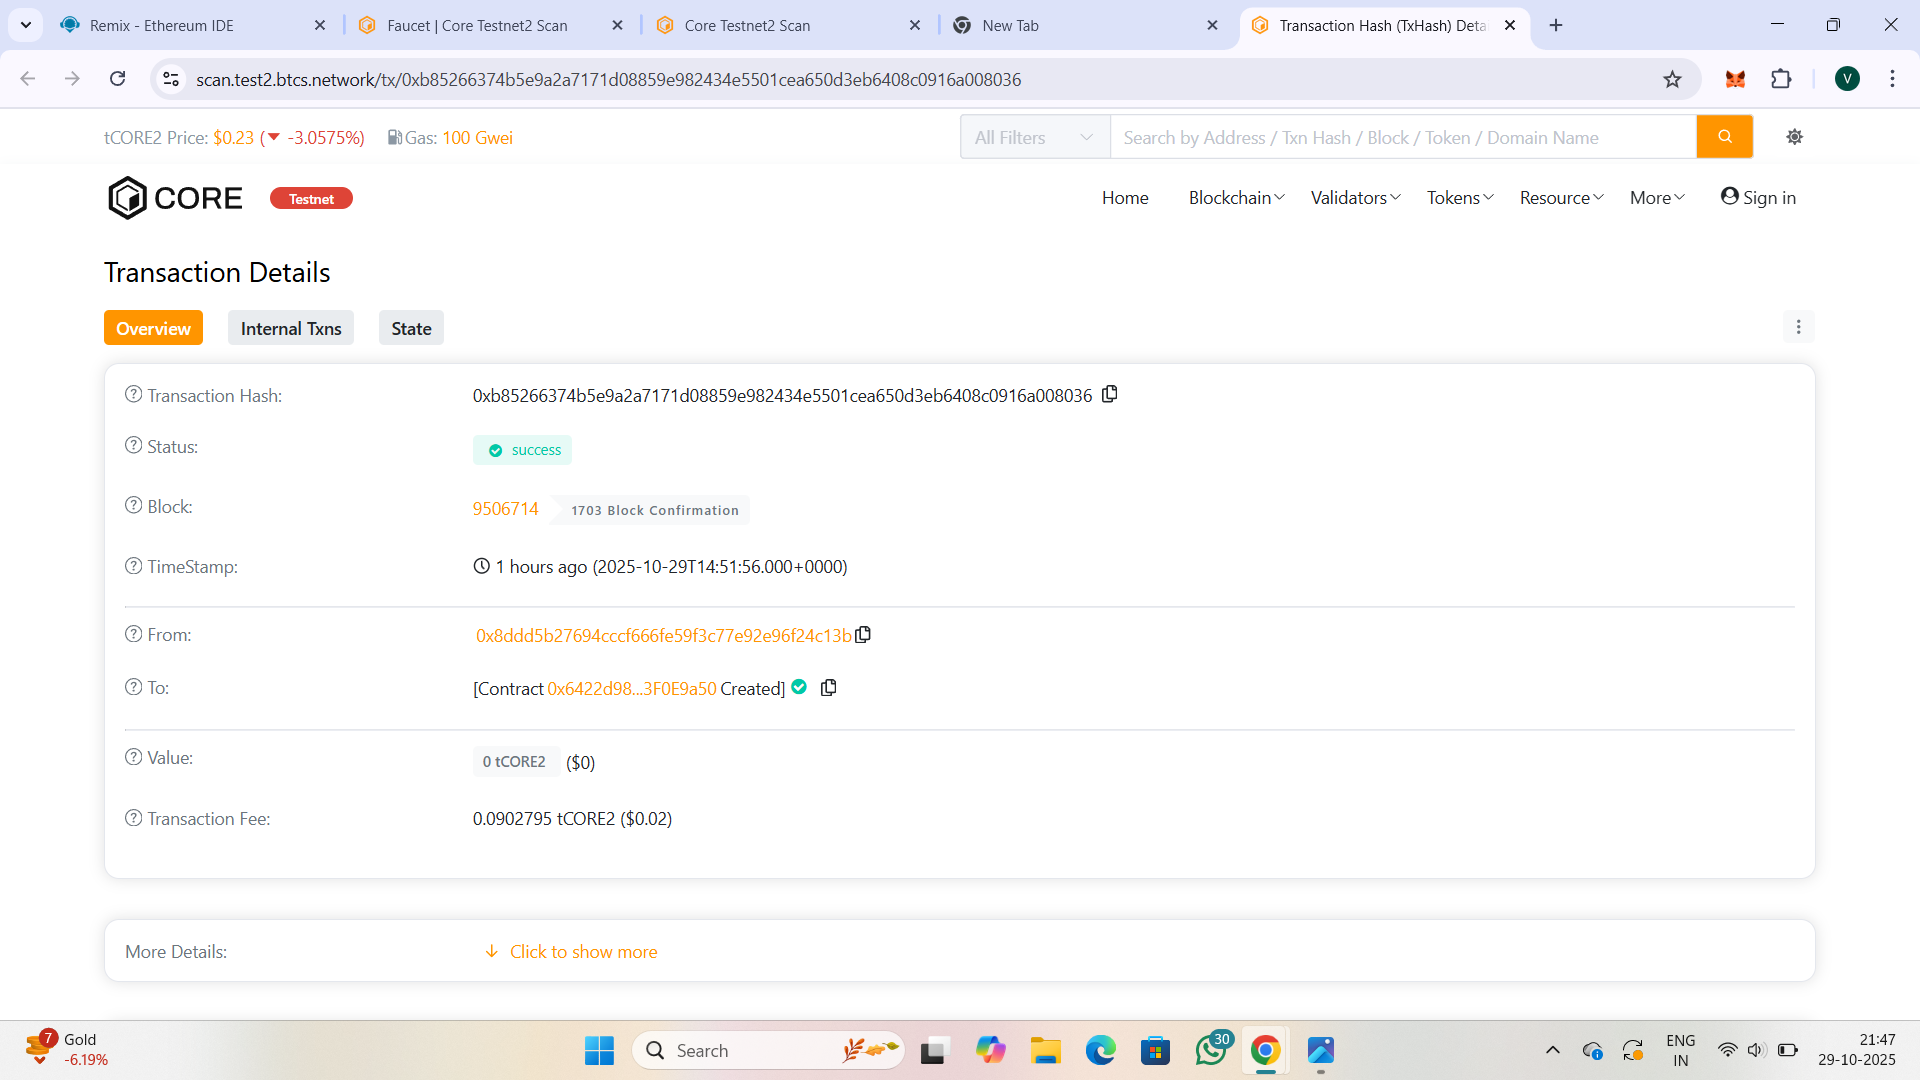 Remix - Ethereum IDE
Faucet | Core Testnet2 Scan
Core Testnet2 Scan
New Tab
Transaction Hash (TxHash) Deta
scan.test2.btcs.network/tx/0xb85266374b5e9a2a7171d08859e982434e5501cea650d3eb6408c0916a008036
V
tCORE2 Price: $0.23 (▼ -3.0575%)
Gas: 100 Gwei
All Filters
Search by Address / Txn Hash / Block / Token / Domain Name
CORE
Testnet
Home
Blockchain
Validators
Tokens
Resource
More
Sign in
Transaction Details
Overview
Internal Txns
State
Transaction Hash:
0xb85266374b5e9a2a7171d08859e982434e5501cea650d3eb6408c0916a008036
Status:
success
Block:
9506714
1703 Block Confirmation
TimeStamp:
1 hours ago (2025-10-29T14:51:56.000+0000)
From:
0x8ddd5b27694cccf666fe59f3c77e92e96f24c13b
To:
[Contract 0x6422d98...3F0E9a50 Created]
Value:
0 tCORE2 ($0)
Transaction Fee:
0.0902795 tCORE2 ($0.02)
More Details:
Click to show more
7
Gold
-6.19%
Search
30
ENG
IN
21:47
29-10-2025